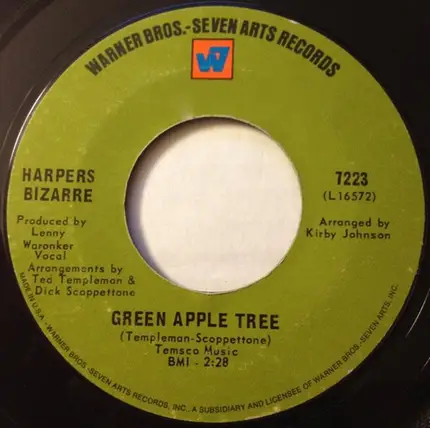 WARNER BROS.-SEVEN ARTS RECORDS
W7
HARPERS
BIZARRE
7223
(L16572)
Produced by
Lenny
Waronker
Vocal
Arrangements by
Ted Templeman &
Dick Scoppettone
Arranged by
Kirby Johnson
GREEN APPLE TREE
(Templeman-Scoppettone)
Temsco Music
BMI - 2:28
MADE IN U.S.A. · WARNER BROS.-SEVEN ARTS RECORDS, INC., A SUBSIDIARY AND LICENSEE OF WARNER BROS.-SEVEN ARTS, INC.